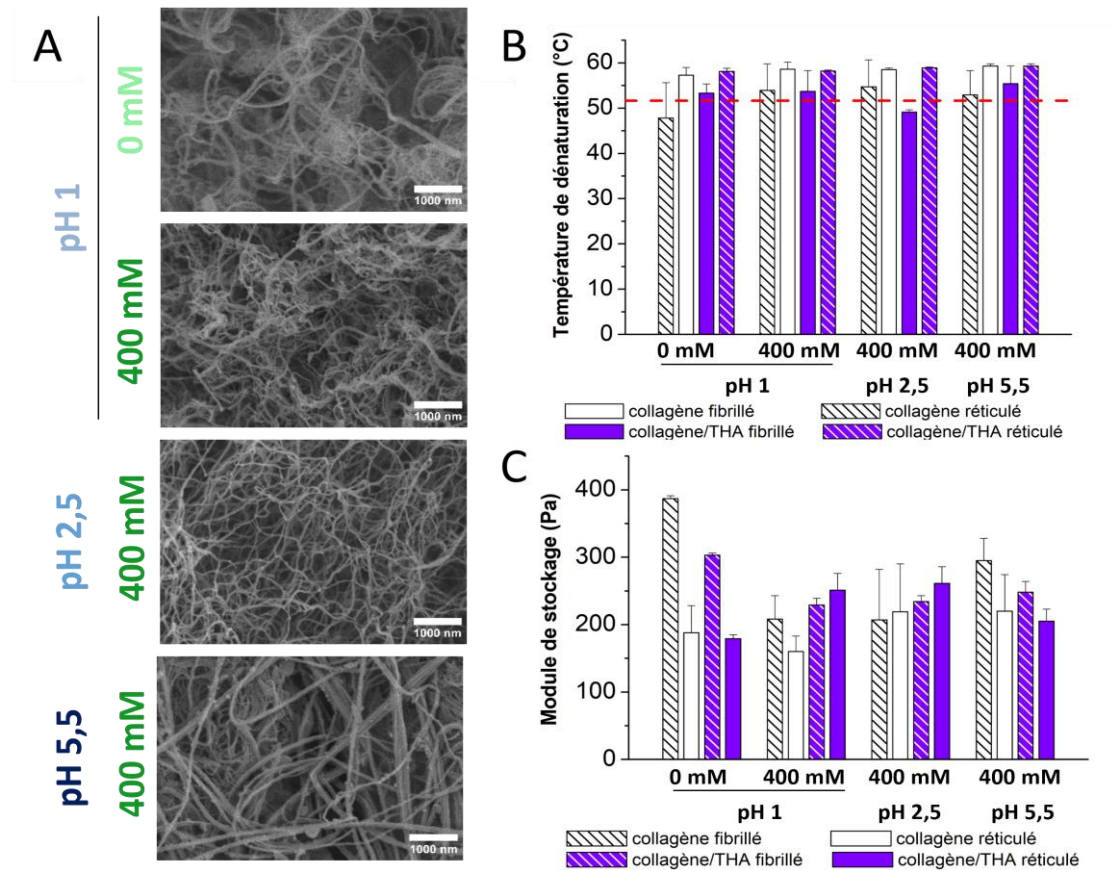 A
pH 1
0 mM
1000 nm
400 mM
1000 nm
pH 2,5
400 mM
1000 nm
pH 5,5
400 mM
1000 nm
B
Température de dénaturation (°C)
60
50
40
30
20
10
0
0 mM 400 mM 400 mM 400 mM
pH 1 pH 2,5 pH 5,5
collagène fibrillé collagène réticulé
collagène/THA fibrillé collagène/THA réticulé
C
Module de stockage (Pa)
400
300
200
100
0
0 mM 400 mM 400 mM 400 mM
pH 1 pH 2,5 pH 5,5
collagène fibrillé collagène réticulé
collagène/THA fibrillé collagène/THA réticulé